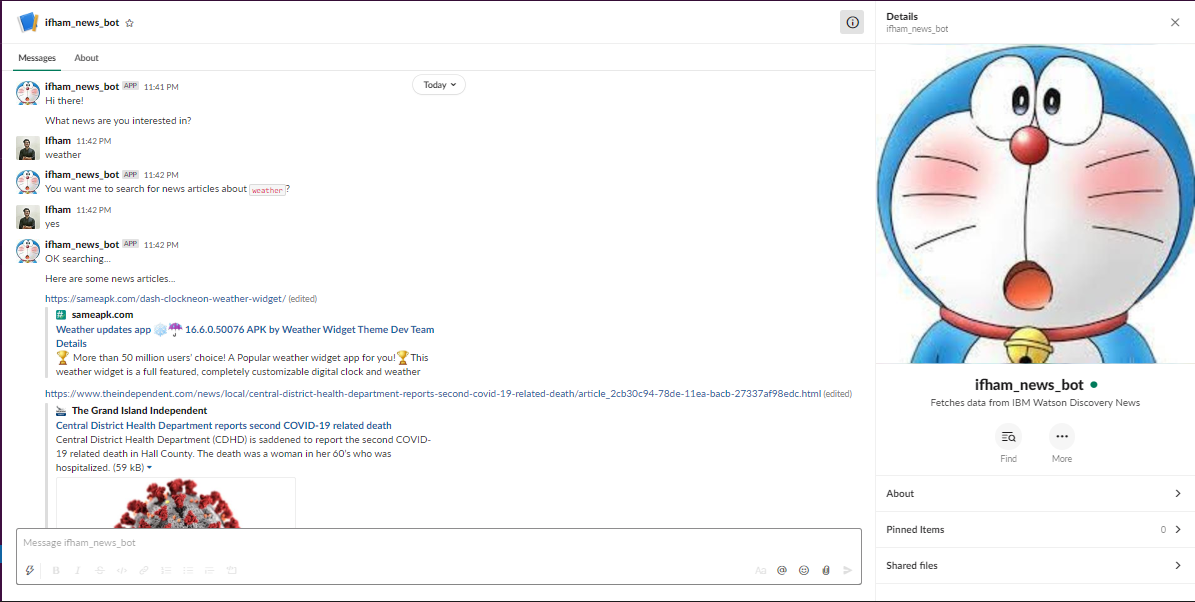 ifham_news_bot
Messages
About
Today
ifham_news_bot APP 11:41 PM
Hi there!
What news are you interested in?
Ifham 11:42 PM
weather
ifham_news_bot APP 11:42 PM
You want me to search for news articles about weather?
Ifham 11:42 PM
yes
ifham_news_bot APP 11:42 PM
OK searching...
Here are some news articles...
https://sameapk.com/dash-clockneon-weather-widget/ (edited)
sameapk.com
Weather updates app ❄️☔ 16.6.0.50076 APK by Weather Widget Theme Dev Team
Details
🏆 More than 50 million users' choice! A Popular weather widget app for you!🏆This
weather widget is a full featured, completely customizable digital clock and weather
https://www.theindependent.com/news/local/central-district-health-department-reports-second-covid-19-related-death/article_2cb30c94-78de-11ea-bacb-27337af98edc.html (edited)
The Grand Island Independent
Central District Health Department reports second COVID-19 related death
Central District Health Department (CDHD) is saddened to report the second COVID-
19 related death in Hall County. The death was a woman in her 60's who was
hospitalized. (59 kB)
Message ifham_news_bot
B I S
Aa @
Details
ifham_news_bot
ifham_news_bot
Fetches data from IBM Watson Discovery News
Find
More
About
Pinned Items 0
Shared files